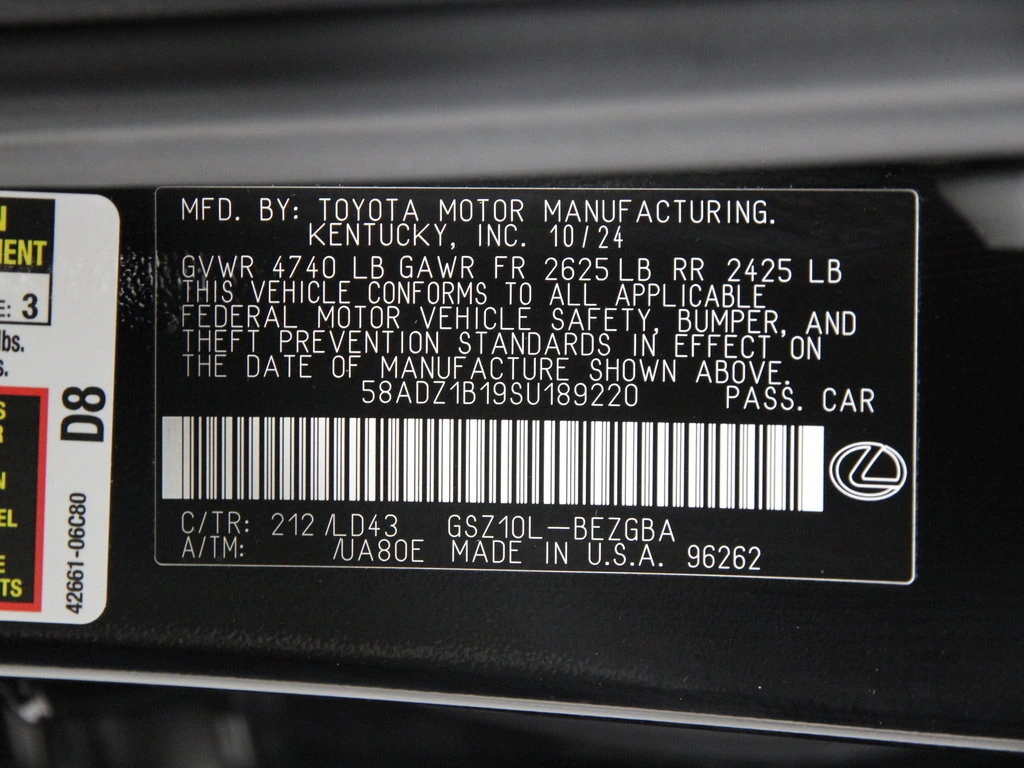 MFD. BY: TOYOTA MOTOR MANUFACTURING.
KENTUCKY, INC. 10/24
GVWR 4740 LB GAWR FR 2625 LB RR 2425 LB
THIS VEHICLE CONFORMS TO ALL APPLICABLE
FEDERAL MOTOR VEHICLE SAFETY, BUMPER, AND
THEFT PREVENTION STANDARDS IN EFFECT ON
THE DATE OF MANUFACTURE SHOWN ABOVE.
58ADZ1B19SU189220 PASS. CAR
C/TR: 212 /LD43 GSZ10L-BEZGBA
A/TM: /UA80E MADE IN U.S.A. 96262
3
lbs.
D8
42661-06C80